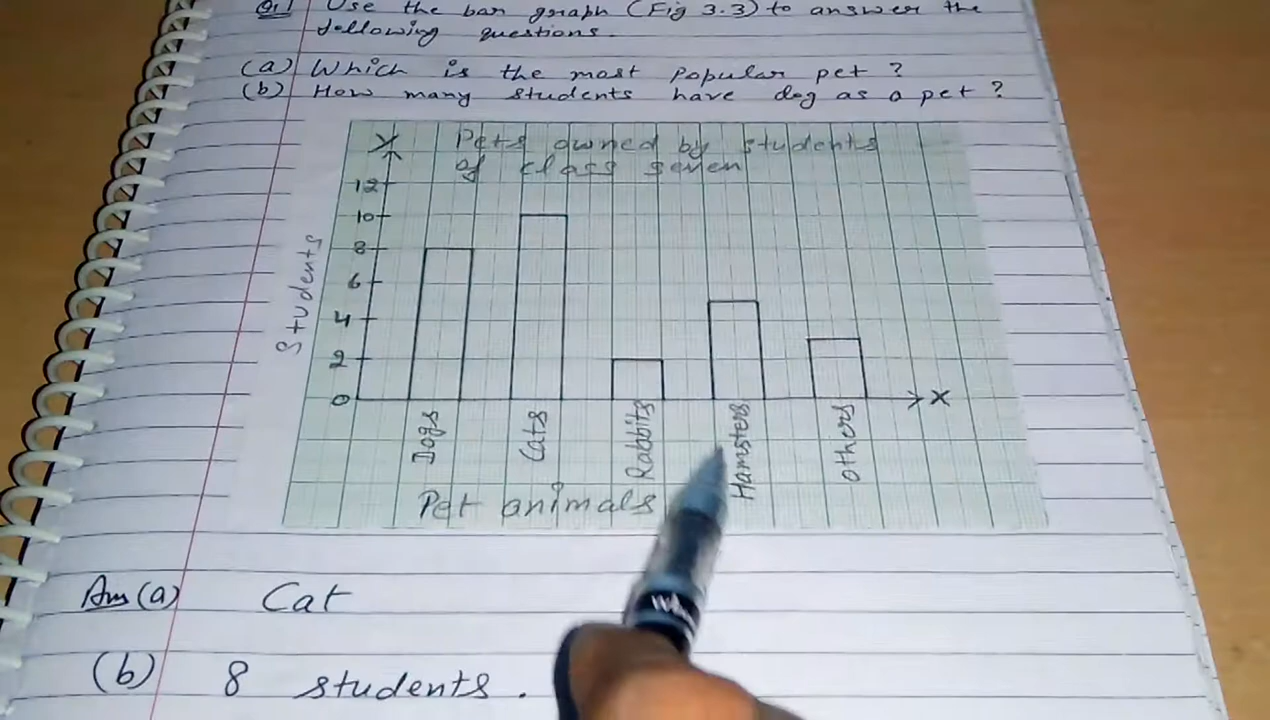 Q.1 Use the bar graph (Fig 3.3) to answer the
following questions.
(a) Which is the most Popular pet ?
(b) How many students have dog as a pet ?
Y
Pets owned by students
of class seven
12
10
8
6
4
2
0
Students
X
Dogs
Cats
Rabbits
Hamsters
others
Pet animals
Ans (a) Cat
(b) 8 students.